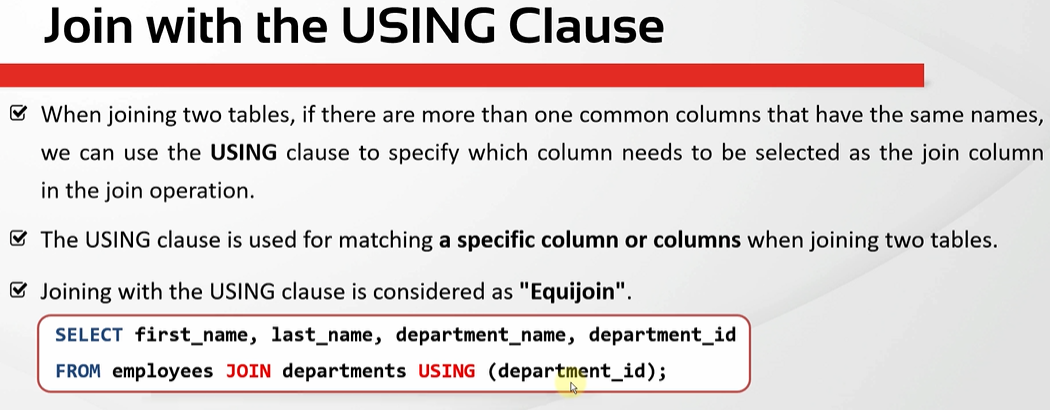 Join with the USING Clause
When joining two tables, if there are more than one common columns that have the same names,
we can use the USING clause to specify which column needs to be selected as the join column
in the join operation.
The USING clause is used for matching a specific column or columns when joining two tables.
Joining with the USING clause is considered as "Equijoin".
SELECT first_name, last_name, department_name, department_id
FROM employees JOIN departments USING (department_id);